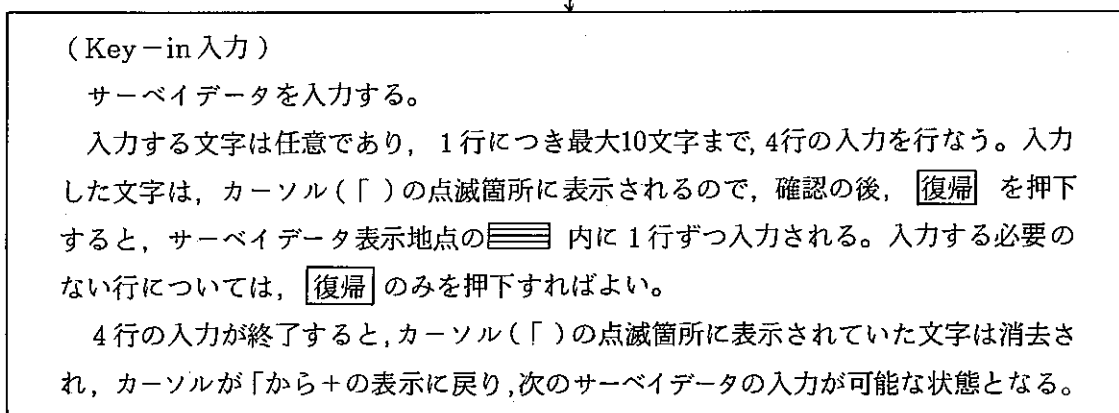 (Key-in入力)
サーベイデータを入力する。
入力する文字は任意であり，1行につき最大10文字まで，4行の入力を行なう。入力
した文字は，カーソル(「 )の点滅箇所に表示されるので，確認の後， 復帰 を押下
すると，サーベイデータ表示地点の 内に1行ずつ入力される。入力する必要の
ない行については， 復帰 のみを押下すればよい。
4行の入力が終了すると，カーソル(「 )の点滅箇所に表示されていた文字は消去さ
れ，カーソルが「から+の表示に戻り，次のサーベイデータの入力が可能な状態となる。